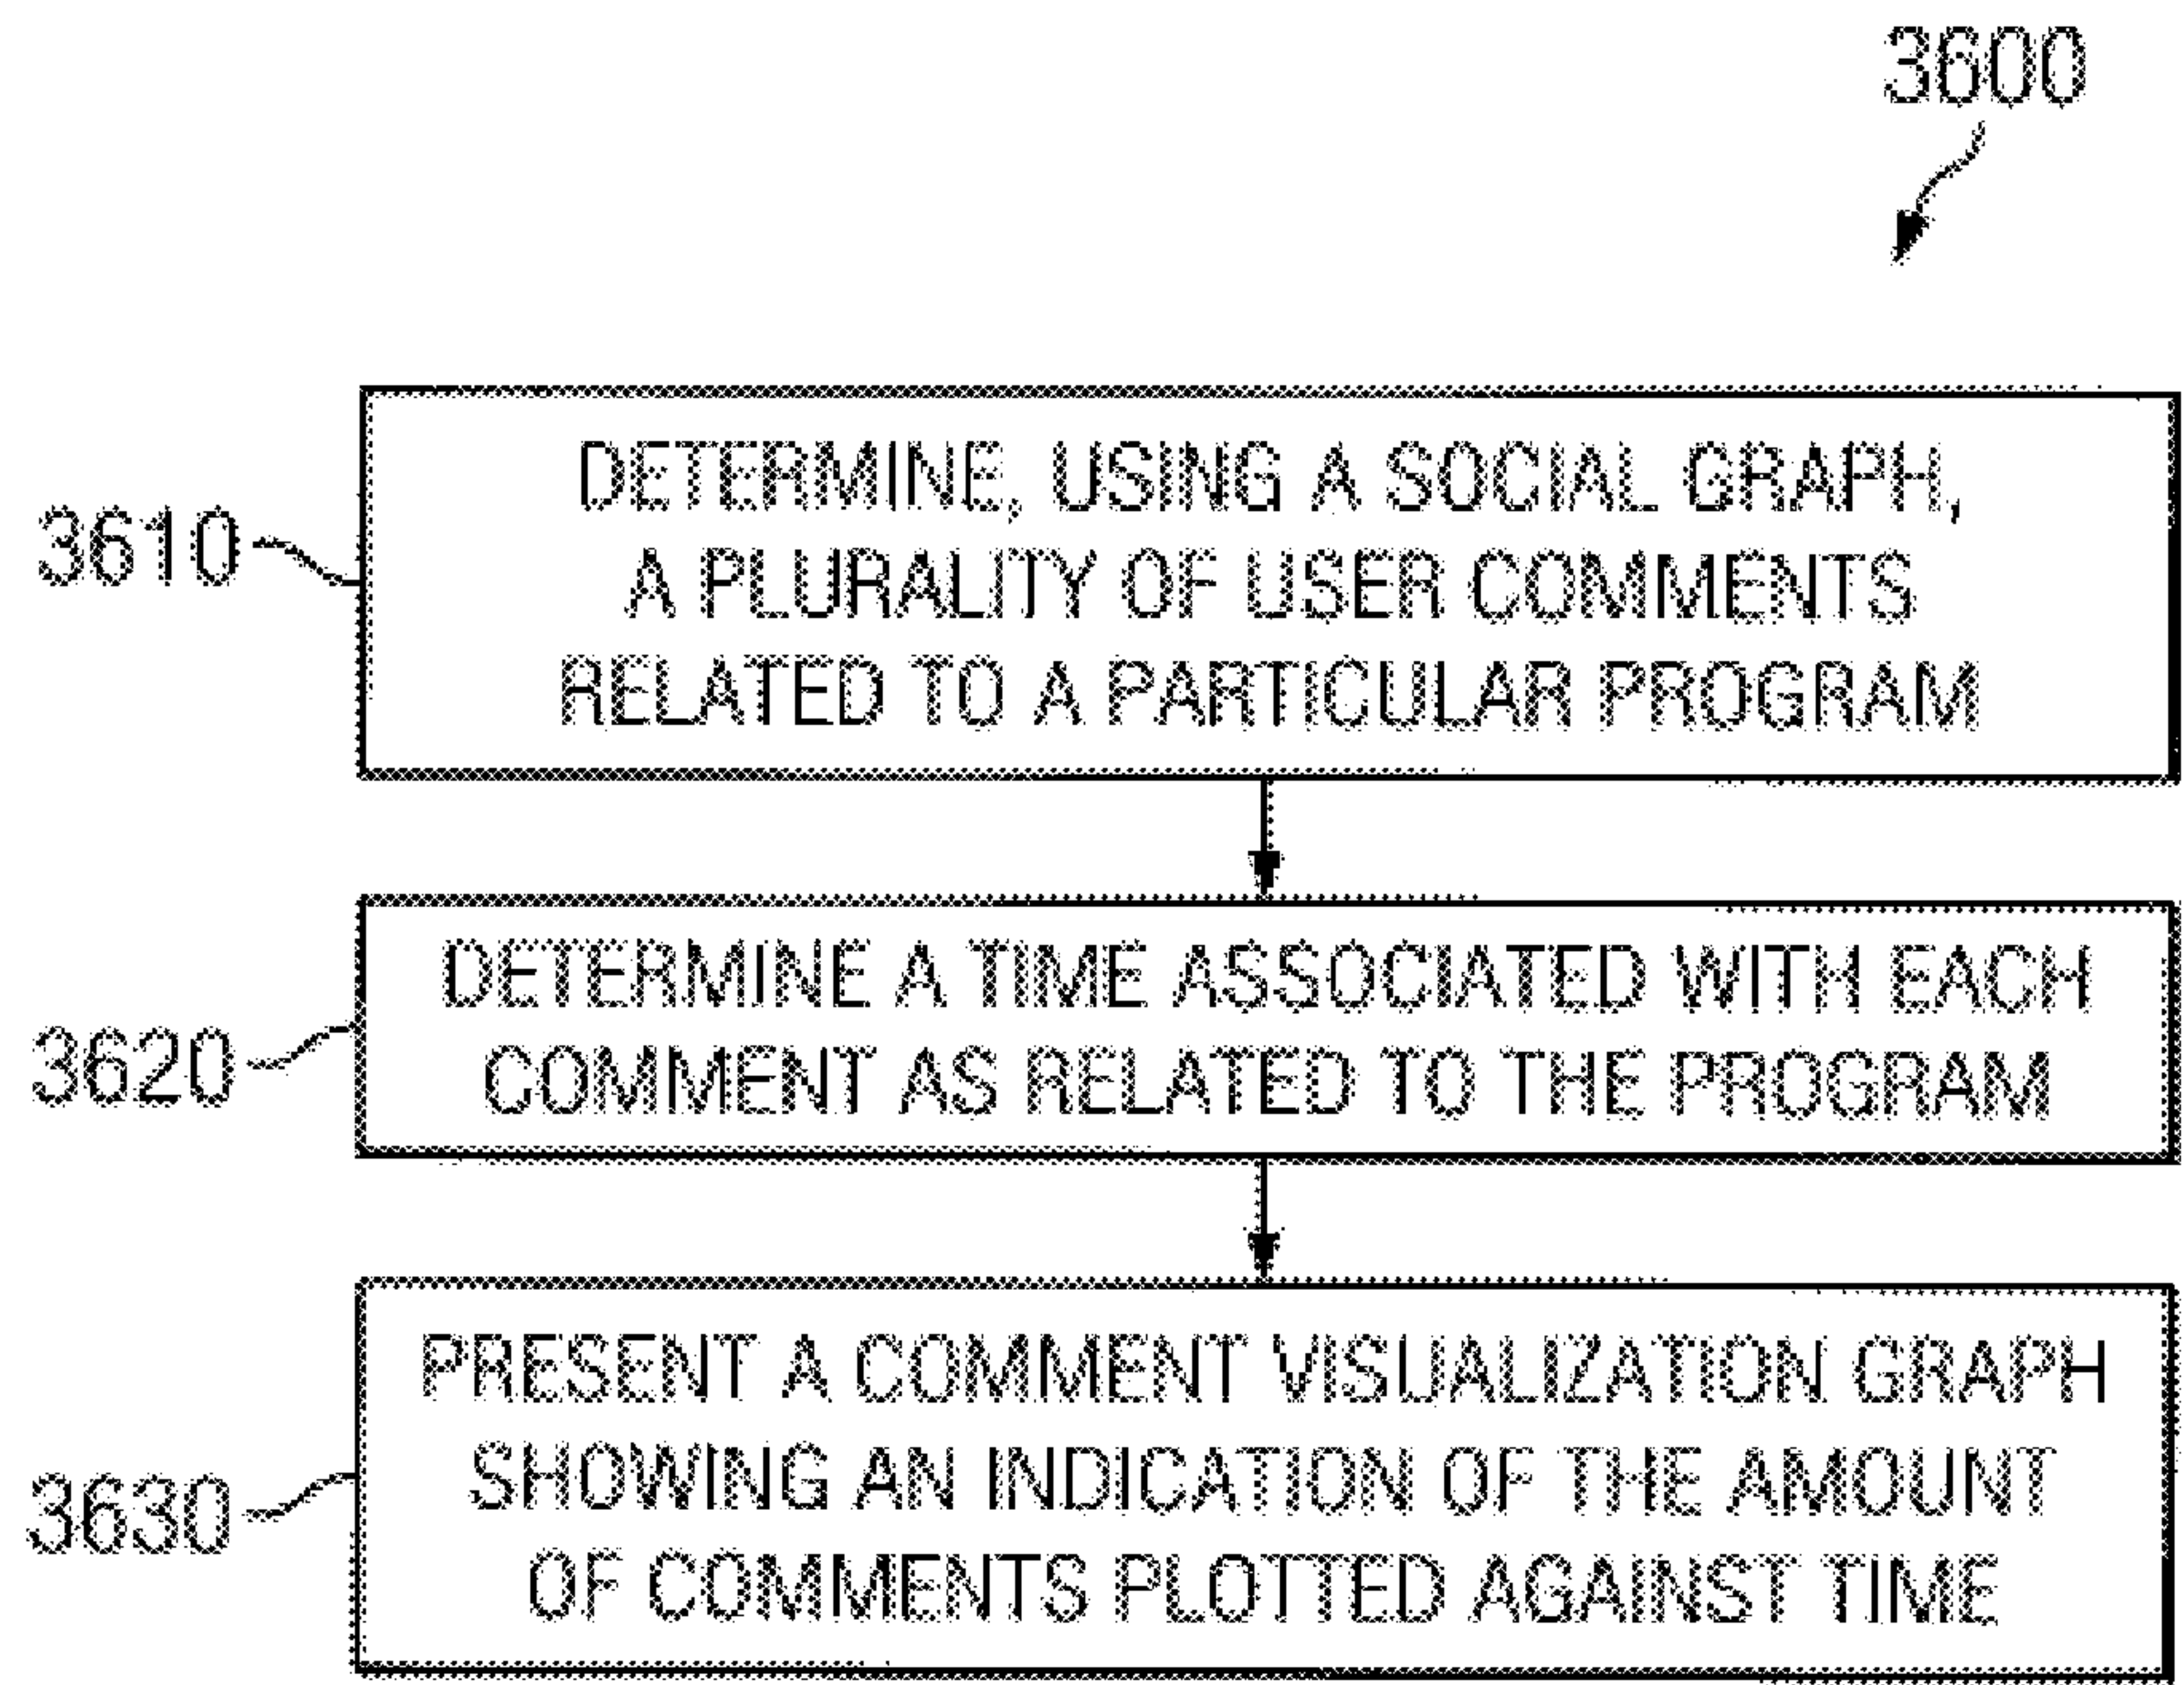 3600
3610
DETERMINE, USING A SOCIAL GRAPH,
A PLURALITY OF USER COMMENTS
RELATED TO A PARTICULAR PROGRAM
3620
DETERMINE A TIME ASSOCIATED WITH EACH
COMMENT AS RELATED TO THE PROGRAM
3630
PRESENT A COMMENT VISUALIZATION GRAPH
SHOWING AN INDICATION OF THE AMOUNT
OF COMMENTS PLOTTED AGAINST TIME